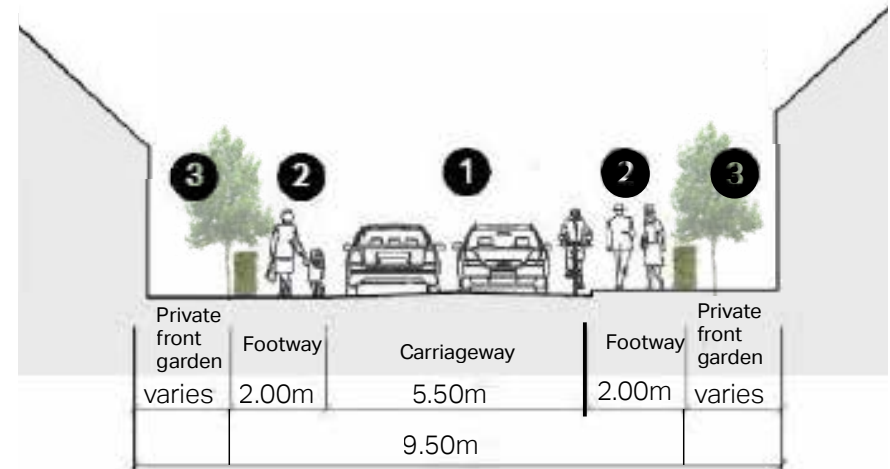 3 2 1 2 3
Private
front
garden
Footway
Carriageway
Footway
Private
front
garden
varies 2.00m 5.50m 2.00m varies
9.50m